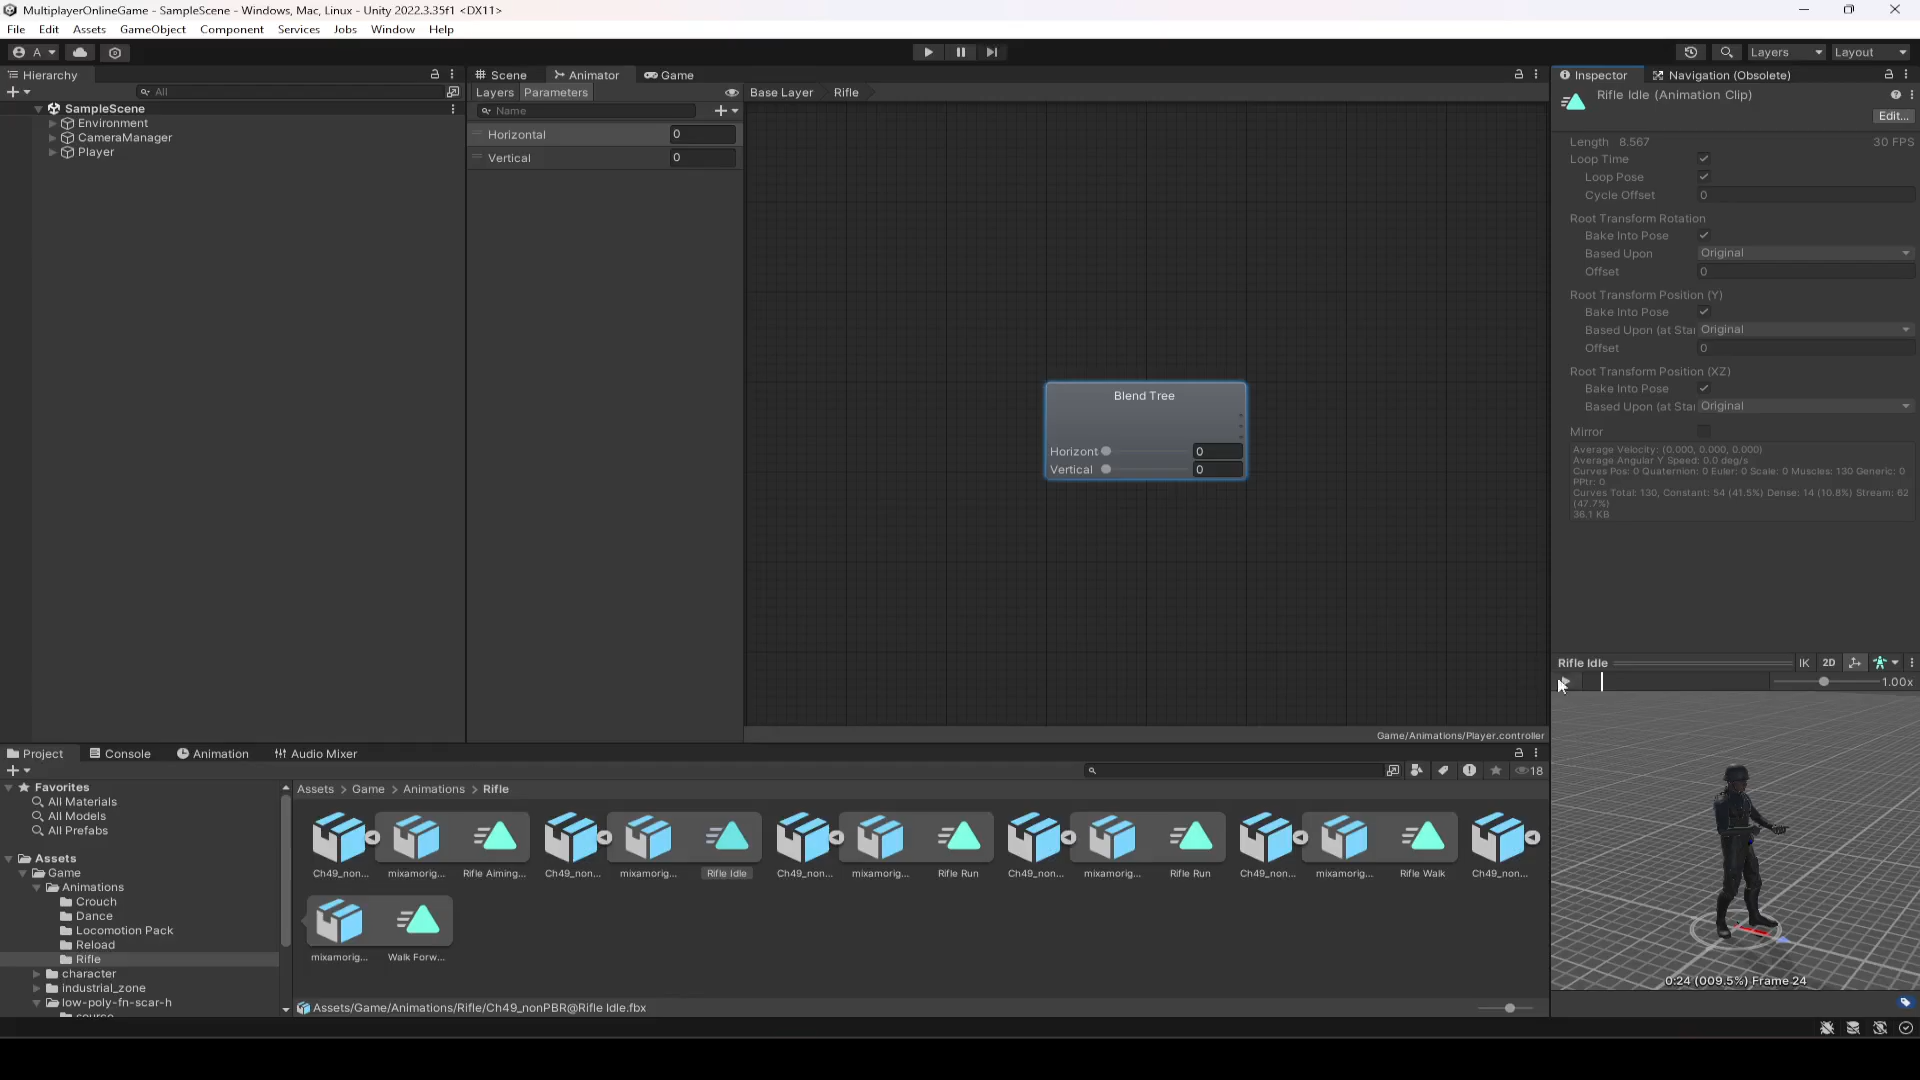 MultiplayerOnlineGame - SampleScene - Windows, Mac, Linux - Unity 2022.3.35f1 <DX11>
File Edit Assets GameObject Component Services Jobs Window Help
A Layers Layout
Hierarchy
All
SampleScene
Environment
CameraManager
Player
Scene Animator Game
Layers Parameters Base Layer Rifle
Name
Horizontal 0
Vertical 0
Blend Tree
Horizont 0
Vertical 0
Game/Animations/Player.controller
Inspector Navigation (Obsolete)
Rifle Idle (Animation Clip)
Edit...
Length 8.567 30 FPS
Loop Time
Loop Pose
Cycle Offset 0
Root Transform Rotation
Bake Into Pose
Based Upon Original
Offset 0
Root Transform Position (Y)
Bake Into Pose
Based Upon (at Star Original
Offset 0
Root Transform Position (XZ)
Bake Into Pose
Based Upon (at Star Original
Mirror
Average Velocity: (0.000, 0.000, 0.000)
Average Angular Y Speed: 0.0 deg/s
Curves Pos: 0 Quaternion: 0 Euler: 0 Scale: 0 Muscles: 130 Generic: 0
PPtr: 0
Curves Total: 130, Constant: 54 (41.5%) Dense: 14 (10.8%) Stream: 62
(47.7%)
36.1 KB
Rifle Idle IK 2D
1.00x
0:24 (009.5%) Frame 24
Project Console Animation Audio Mixer
18
Favorites
All Materials
All Models
All Prefabs
Assets
Game
Animations
Crouch
Dance
Locomotion Pack
Reload
Rifle
character
industrial_zone
low-poly-fn-scar-h
source
Assets > Game > Animations > Rifle
Ch49_non... mixamorig... Rifle Aiming... Ch49_non... mixamorig... Rifle Idle Ch49_non... mixamorig... Rifle Run Ch49_non... mixamorig... Rifle Run Ch49_non... mixamorig... Rifle Walk Ch49_non...
mixamorig... Walk Forw...
Assets/Game/Animations/Rifle/Ch49_nonPBR@Rifle Idle.fbx